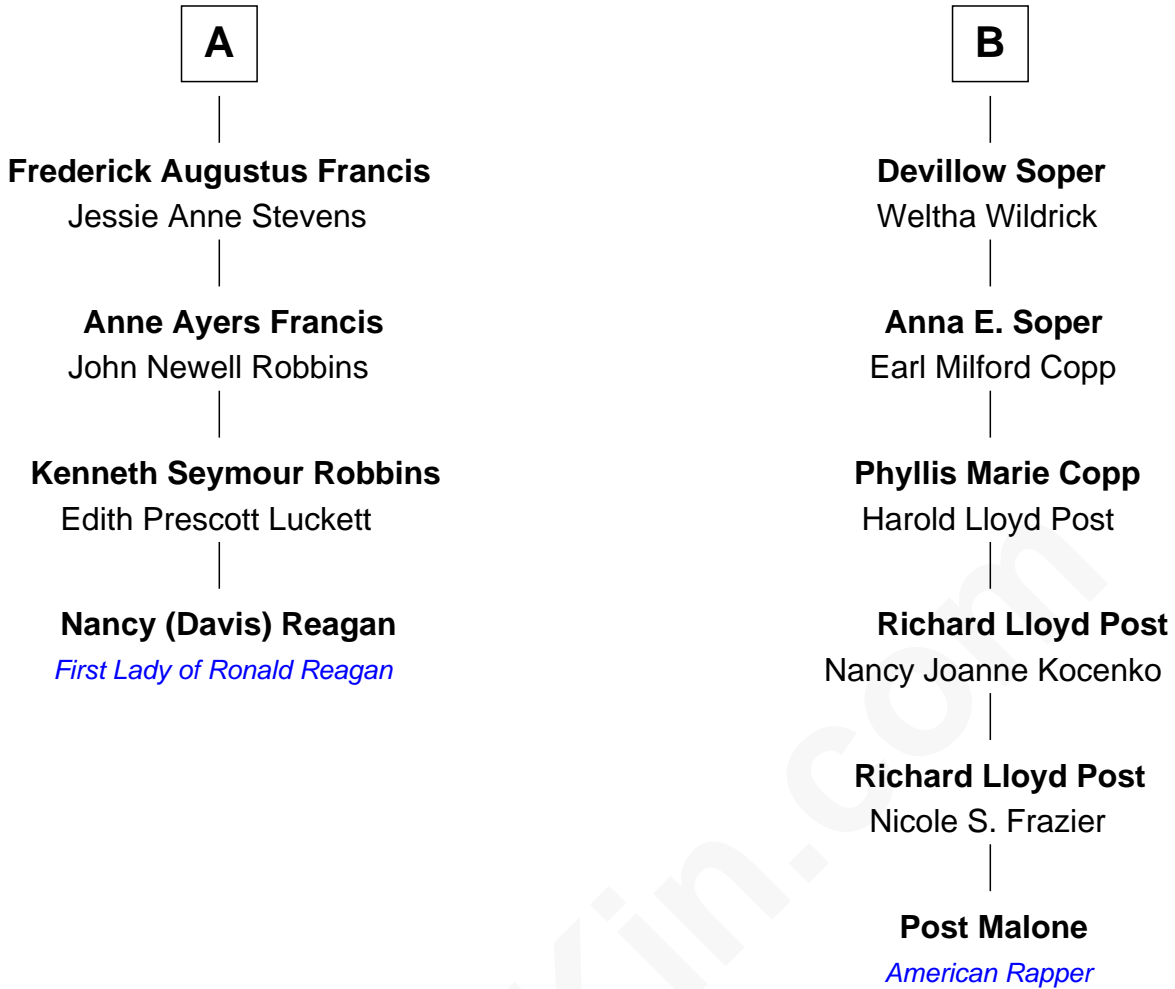 A
Frederick Augustus Francis
Jessie Anne Stevens
Anne Ayers Francis
John Newell Robbins
Kenneth Seymour Robbins
Edith Prescott Luckett
Nancy (Davis) Reagan
First Lady of Ronald Reagan
B
Devillow Soper
Weltha Wildrick
Anna E. Soper
Earl Milford Copp
Phyllis Marie Copp
Harold Lloyd Post
Richard Lloyd Post
Nancy Joanne Kocenko
Richard Lloyd Post
Nicole S. Frazier
Post Malone
American Rapper
Kin.com